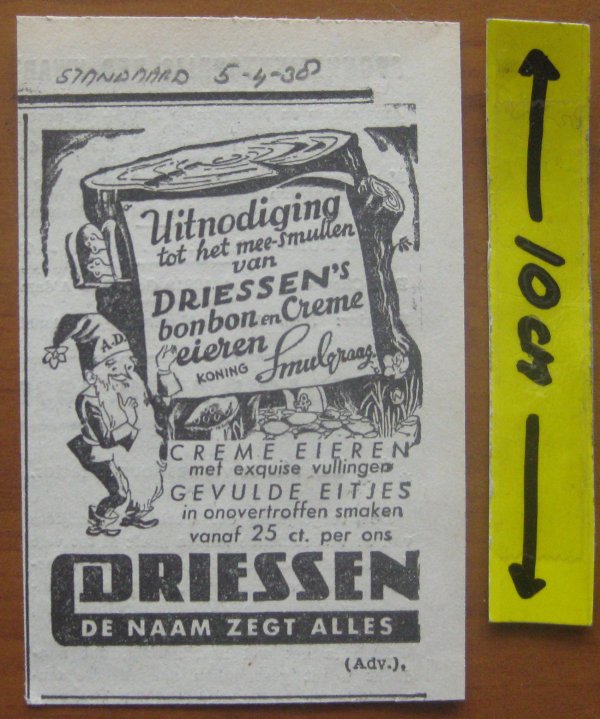 STANDAARD 5-4-38
Uitnodiging
tot het mee-smullen
van
DRIESSEN'S
bonbon en Creme
eieren
KONING Smulgraag.
A.D.
CREME EIEREN
met exquise vullingen
GEVULDE EITJES
in onovertroffen smaken
vanaf 25 ct. per ons
DRIESSEN
DE NAAM ZEGT ALLES
(Adv.).
10 cm